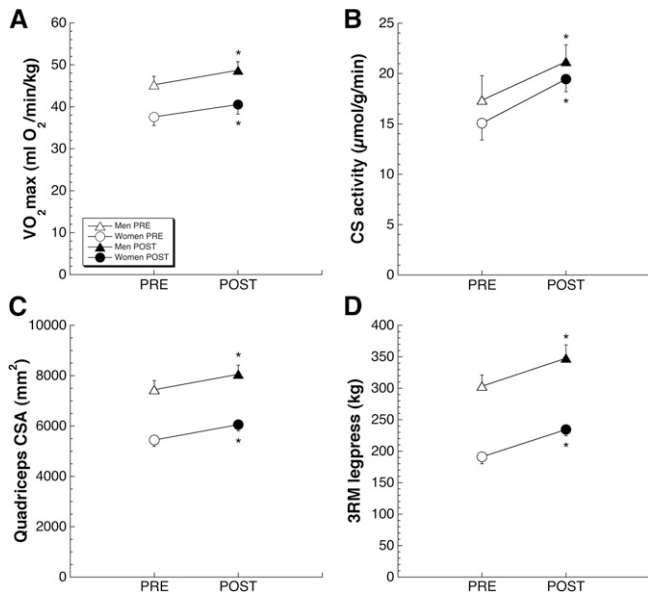 A
VO2 max (ml O2/min/kg)
60
50
40
30
20
10
0
*
*
Men PRE
Women PRE
Men POST
Women POST
PRE POST
B
CS activity (μmol/g/min)
25
20
15
10
5
0
*
*
PRE POST
C
Quadriceps CSA (mm²)
10000
8000
6000
4000
2000
0
*
*
PRE POST
D
3RM legpress (kg)
400
350
300
250
200
150
100
50
0
*
*
PRE POST